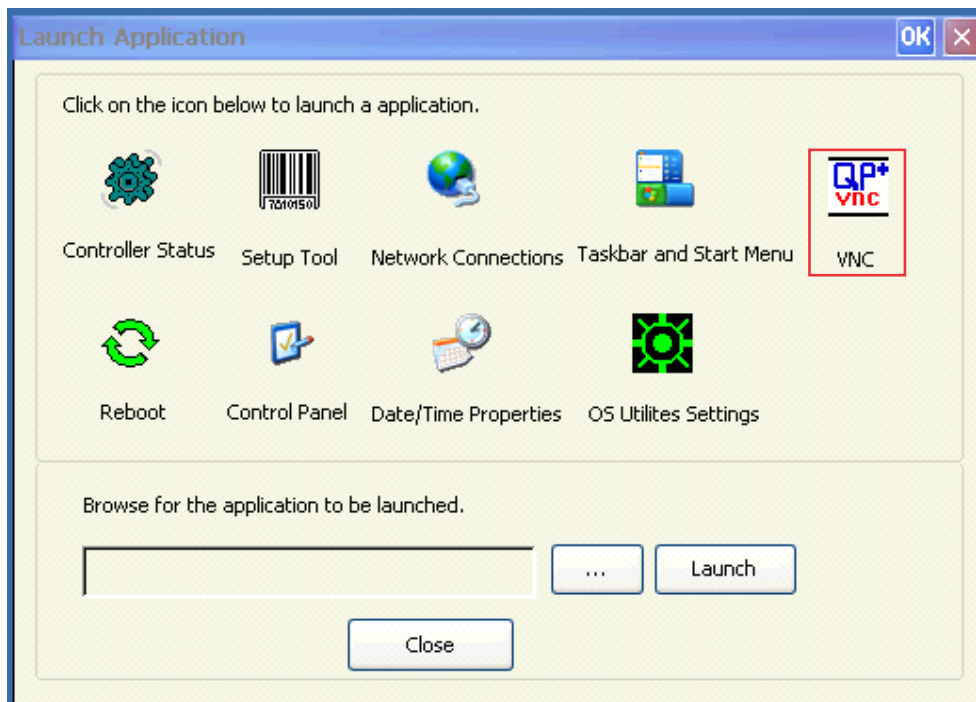 Launch Application
OK
Click on the icon below to launch a application.
7010150
QP+
vnc
Controller Status
Setup Tool
Network Connections
Taskbar and Start Menu
VNC
Reboot
Control Panel
Date/Time Properties
OS Utilites Settings
Browse for the application to be launched.
...
Launch
Close